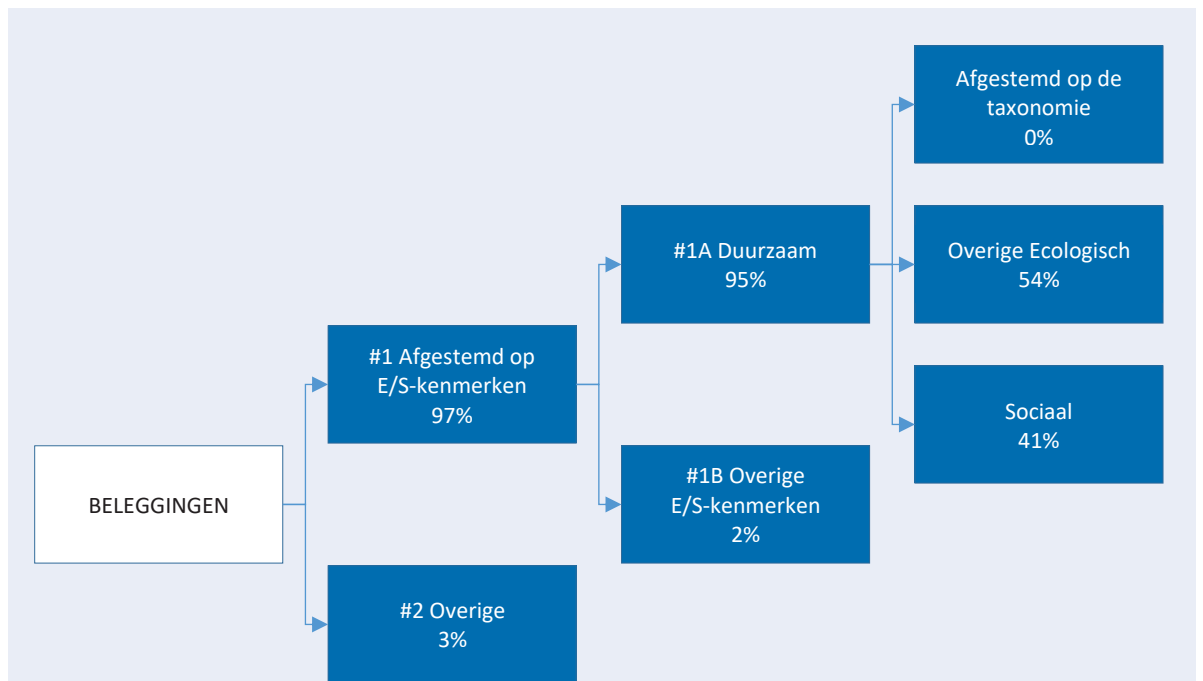 BELEGGINGEN
#1 Afgestemd op
E/S-kenmerken
97%
#2 Overige
3%
#1A Duurzaam
95%
#1B Overige
E/S-kenmerken
2%
Afgestemd op de
taxonomie
0%
Overige Ecologisch
54%
Sociaal
41%